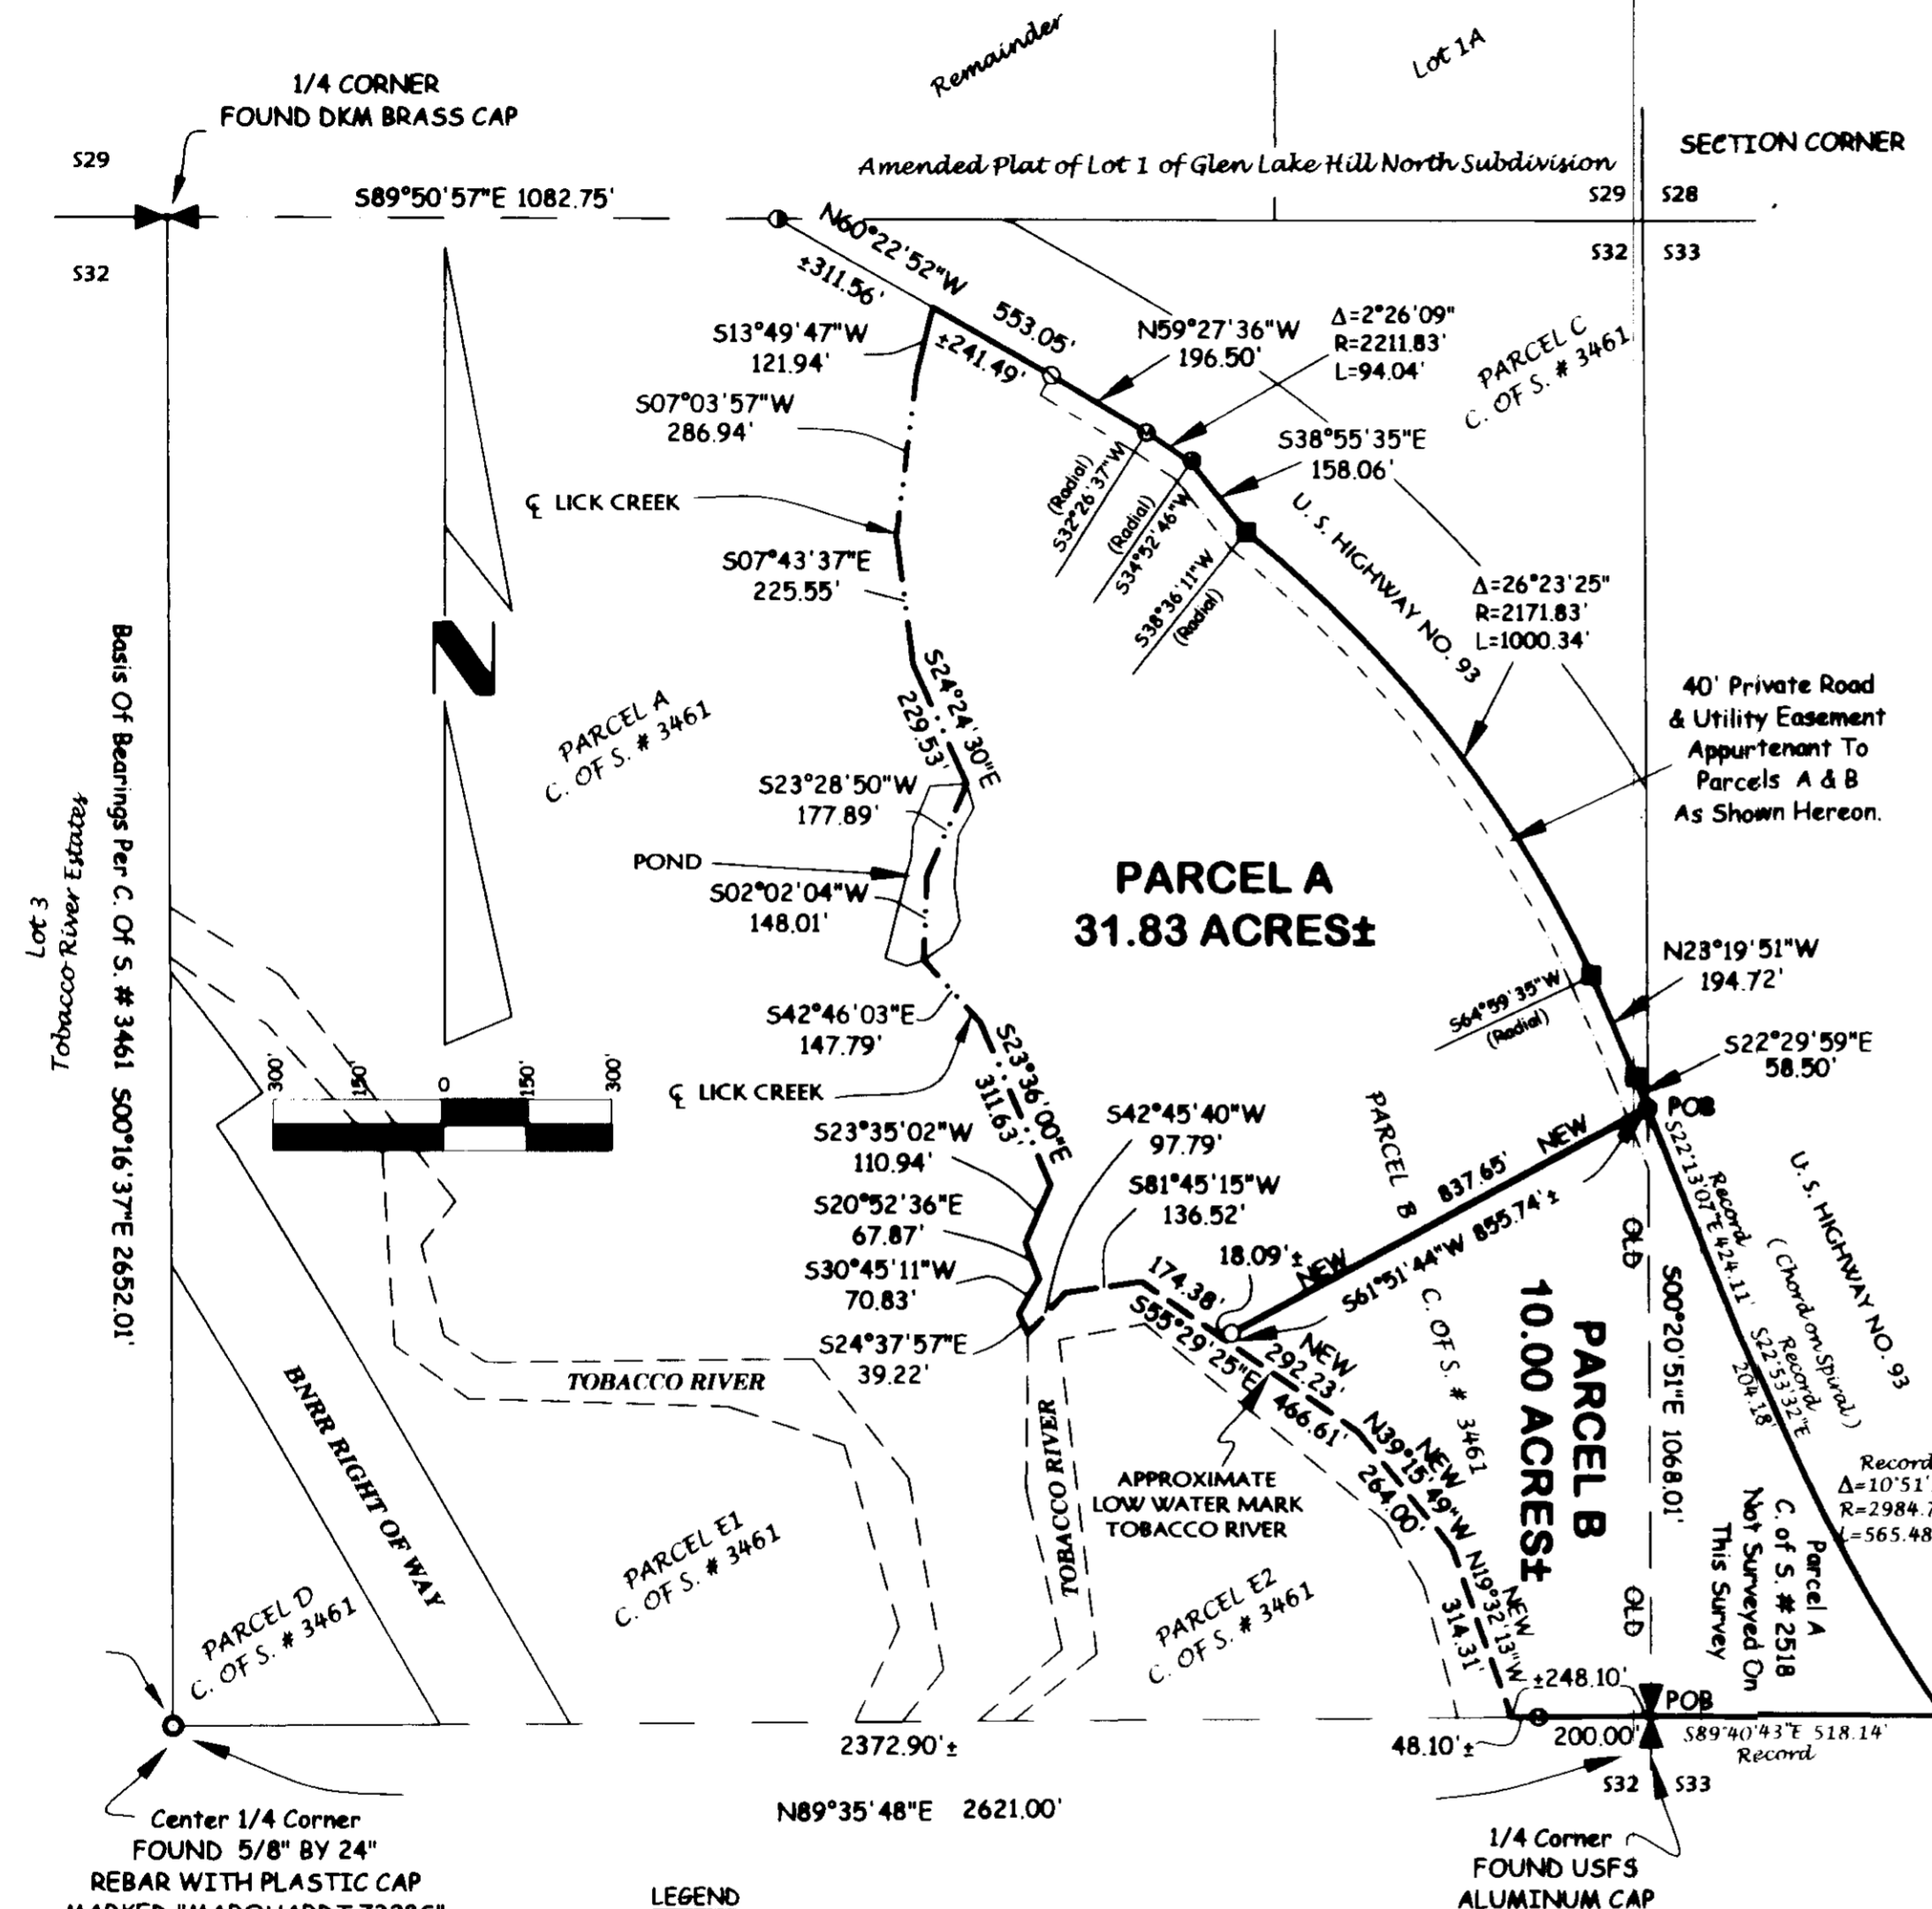 Remainder
Lot 1A
1/4 CORNER
FOUND DKM BRASS CAP
SECTION CORNER
Amended Plat of Lot 1 of Glen Lake Hill North Subdivision
S29
S29
S28
S89°50'57"E 1082.75'
S32
S32
S33
N60°22'52"W 553.05'
±311.56'
±241.49'
N59°27'36"W
196.50'
Δ=2°26'09"
R=2211.83'
L=94.04'
PARCEL C
C. OF S. # 3461
S13°49'47"W
121.94'
S07°03'57"W
286.94'
S38°55'35"E
158.06'
(Radial)
S32°26'37"W
(Radial)
S34°52'46"W
S38°36'11"W
(Radial)
U. S. HIGHWAY NO. 93
℄ LICK CREEK
S07°43'37"E
225.55'
Δ=26°23'25"
R=2171.83'
L=1000.34'
N
S24°24'30"E
229.53'
40' Private Road
& Utility Easement
Appurtenant To
Parcels A & B
As Shown Hereon.
PARCEL A
C. OF S. # 3461
Basis Of Bearings Per C. Of S. # 3461 S00°16'37"E 2652.01'
Lot 3
Tobacco River Estates
S23°28'50"W
177.89'
POND
S02°02'04"W
148.01'
PARCEL A
31.83 ACRES±
N23°19'51"W
194.72'
S64°59'35"W
(Radial)
S42°46'03"E
147.79'
S22°29'59"E
58.50'
300'
150'
0
150'
300'
℄ LICK CREEK
S23°36'00"E
311.63'
POB
PARCEL B
C. OF S. # 3461
NEW
837.65'
S61°51'44"W 855.74'±
NEW
S42°45'40"W
97.79'
S23°35'02"W
110.94'
S81°45'15"W
136.52'
S20°52'36"E
67.87'
18.09'±
S30°45'11"W
70.83'
174.38'
S55°29'25"E
S24°37'57"E
39.22'
NEW
292.23'
466.61'
Record
S22°13'07"E 424.11'
U. S. HIGHWAY NO. 93
(Chord on Spiral)
Record
S22°53'32"E
204.18'
OLD
S00°20'51"E 1068.01'
OLD
PARCEL B
10.00 ACRES±
TOBACCO RIVER
BNRR RIGHT OF WAY
TOBACCO RIVER
APPROXIMATE
LOW WATER MARK
TOBACCO RIVER
NEW
N39°15'49"W
264.00'
NEW
N19°32'13"W
314.31'
Record
Δ=10°51'
R=2984.7
L=565.48
Parcel A
C. of S. # 2518
Not Surveyed On
This Survey
PARCEL E1
C. OF S. # 3461
PARCEL D
C. OF S. # 3461
PARCEL E2
C. OF S. # 3461
±248.10'
POB
2372.90'±
48.10'±
200.00'
S89°40'43"E 518.14'
Record
S32
S33
N89°35'48"E 2621.00'
Center 1/4 Corner
FOUND 5/8" BY 24"
REBAR WITH PLASTIC CAP
1/4 Corner
FOUND USFS
ALUMINUM CAP
LEGEND